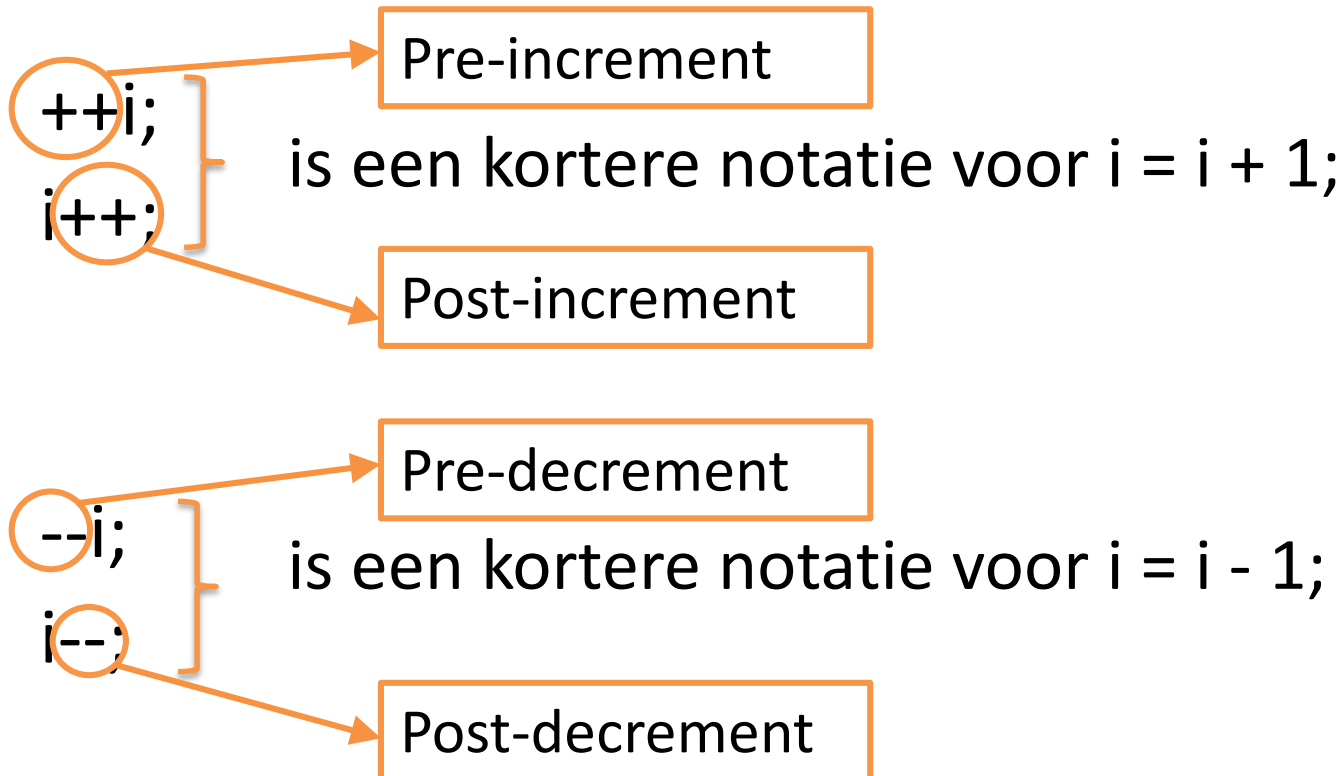 Pre-increment
++i;
is een kortere notatie voor i = i + 1;
i++;
Post-increment
Pre-decrement
--i;
is een kortere notatie voor i = i - 1;
i--;
Post-decrement